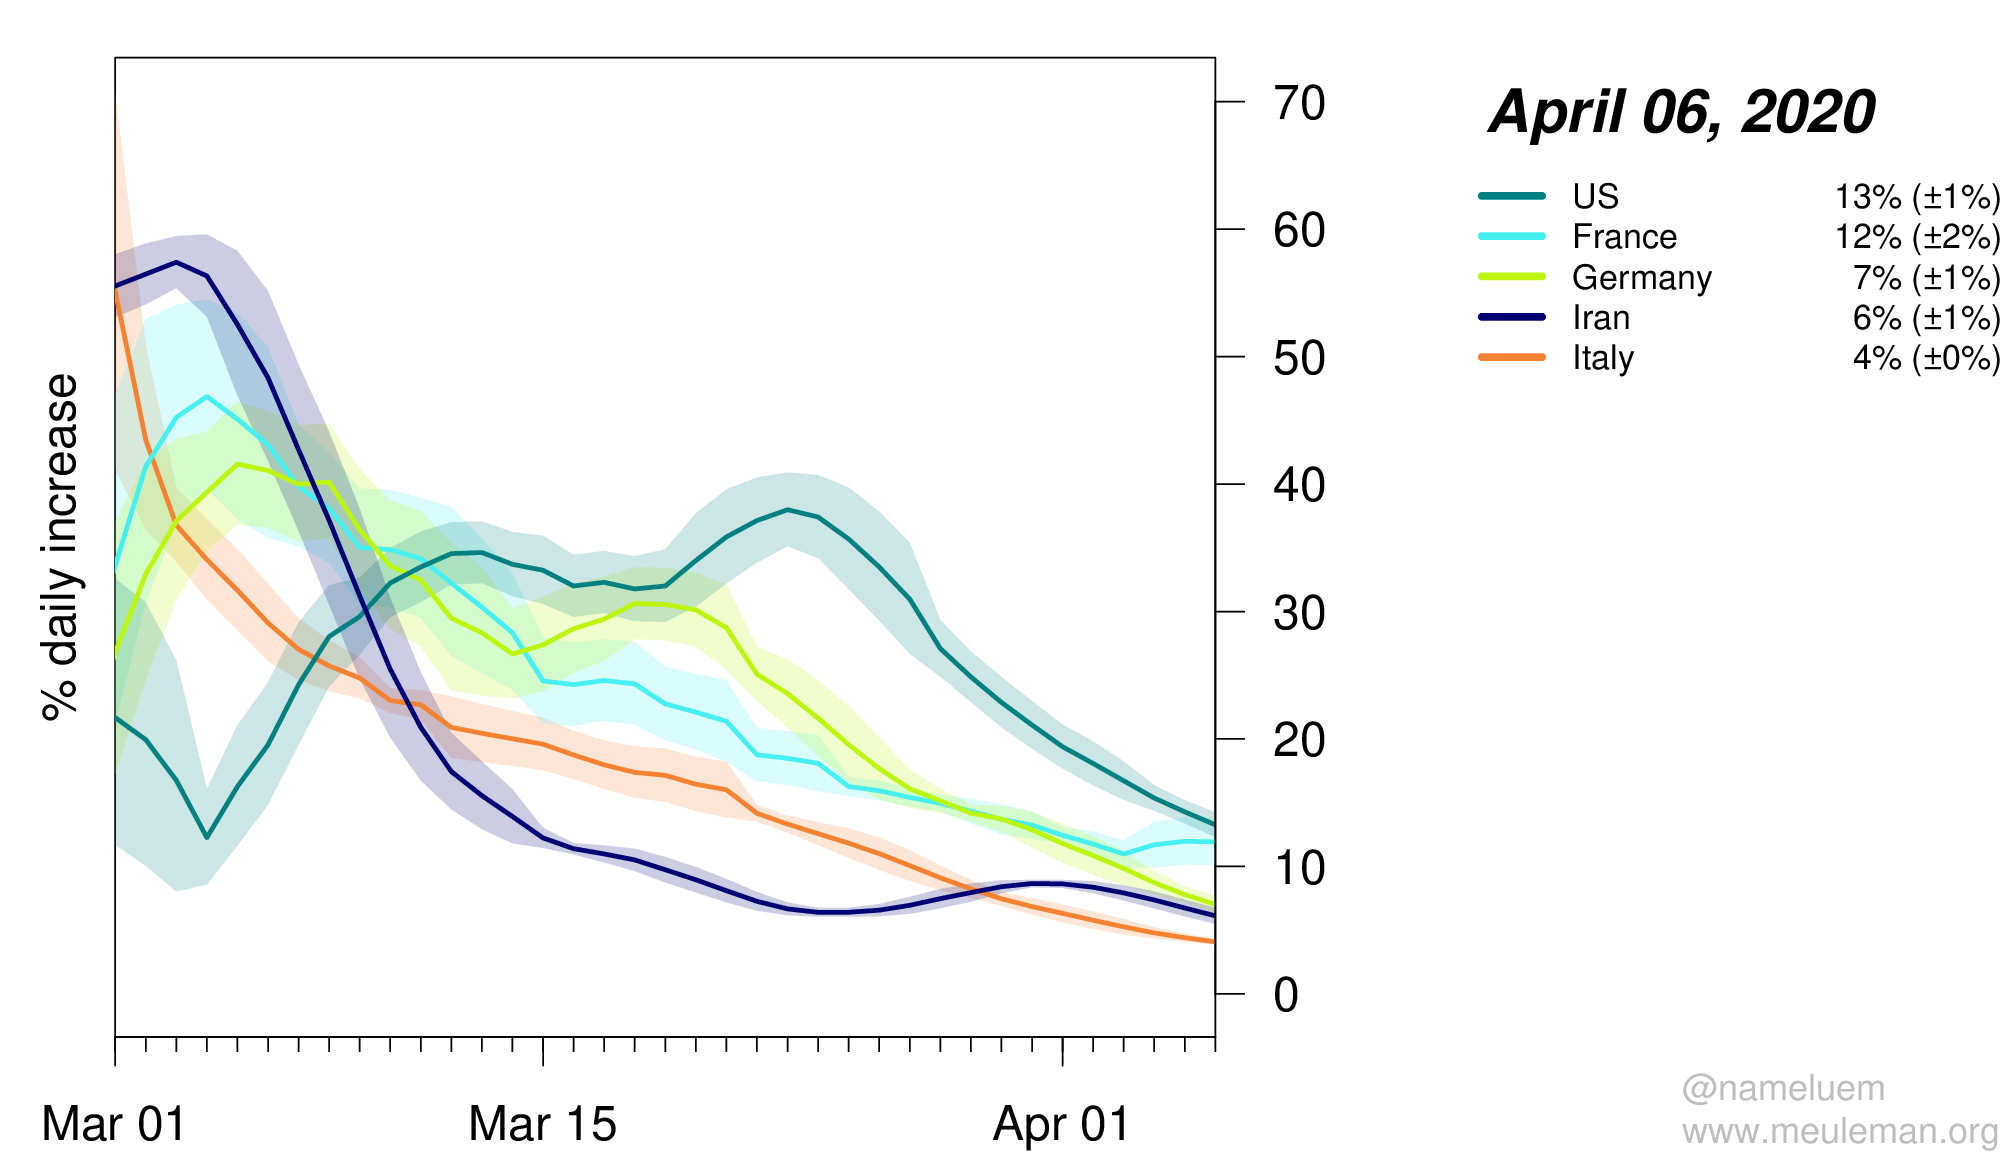 April 06, 2020
US 13% (±1%)
France 12% (±2%)
Germany 7% (±1%)
Iran 6% (±1%)
Italy 4% (±0%)
% daily increase
70
60
50
40
30
20
10
0
Mar 01 Mar 15 Apr 01
@nameluem
www.meuleman.org